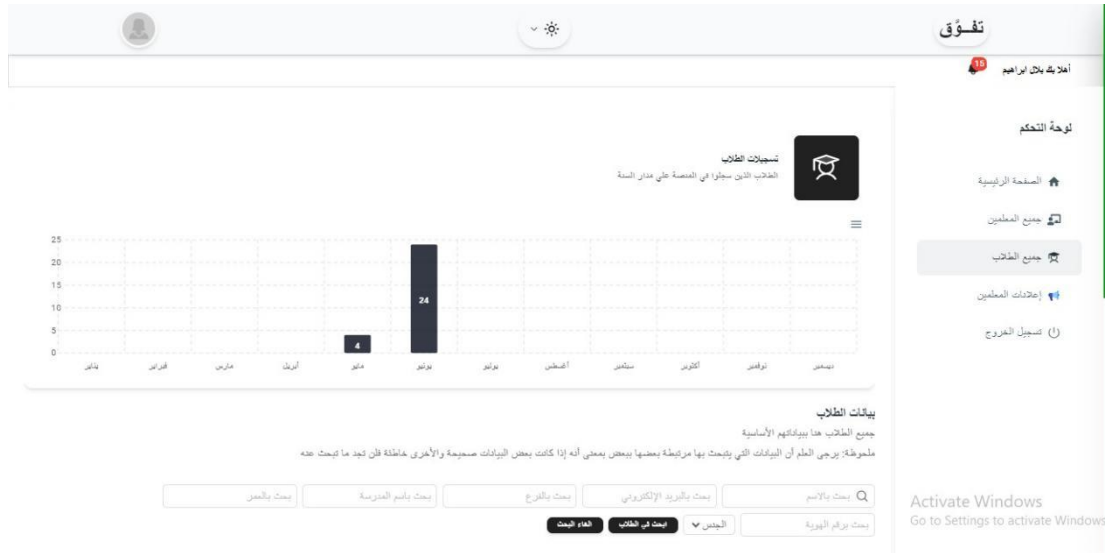 تفــوَّق
أهلا بك بلال ابراهيم
15
لوحة التحكم
الصفحة الرئيسية
جميع المعلمين
جميع الطلاب
إعلانات المعلمين
تسجيل الخروج
تسجيلات الطلاب
الطلاب الذين سجلوا في المنصة علي مدار السنة
25
20
15
10
5
0
4
24
يناير فبراير مارس أبريل مايو يونيو يوليو أغسطس سبتمبر أكتوبر نوفمبر ديسمبر
بيانات الطلاب
جميع الطلاب هنا ببياناتهم الأساسية
ملحوظة: يرجى العلم أن البيانات التي يتبحث بها مرتبطة بعضها ببعض بمعنى أنه إذا كانت بعض البيانات صحيحة والأخرى خاطئة فلن تجد ما تبحث عنه
بحث بالاسم بحث بالبريد الإلكتروني بحث بالفرع بحث باسم المدرسة بحث بالعمر
بحث برقم الهوية الجنس ابحث في الطلاب الغاء البحث
Activate Windows
Go to Settings to activate Windows